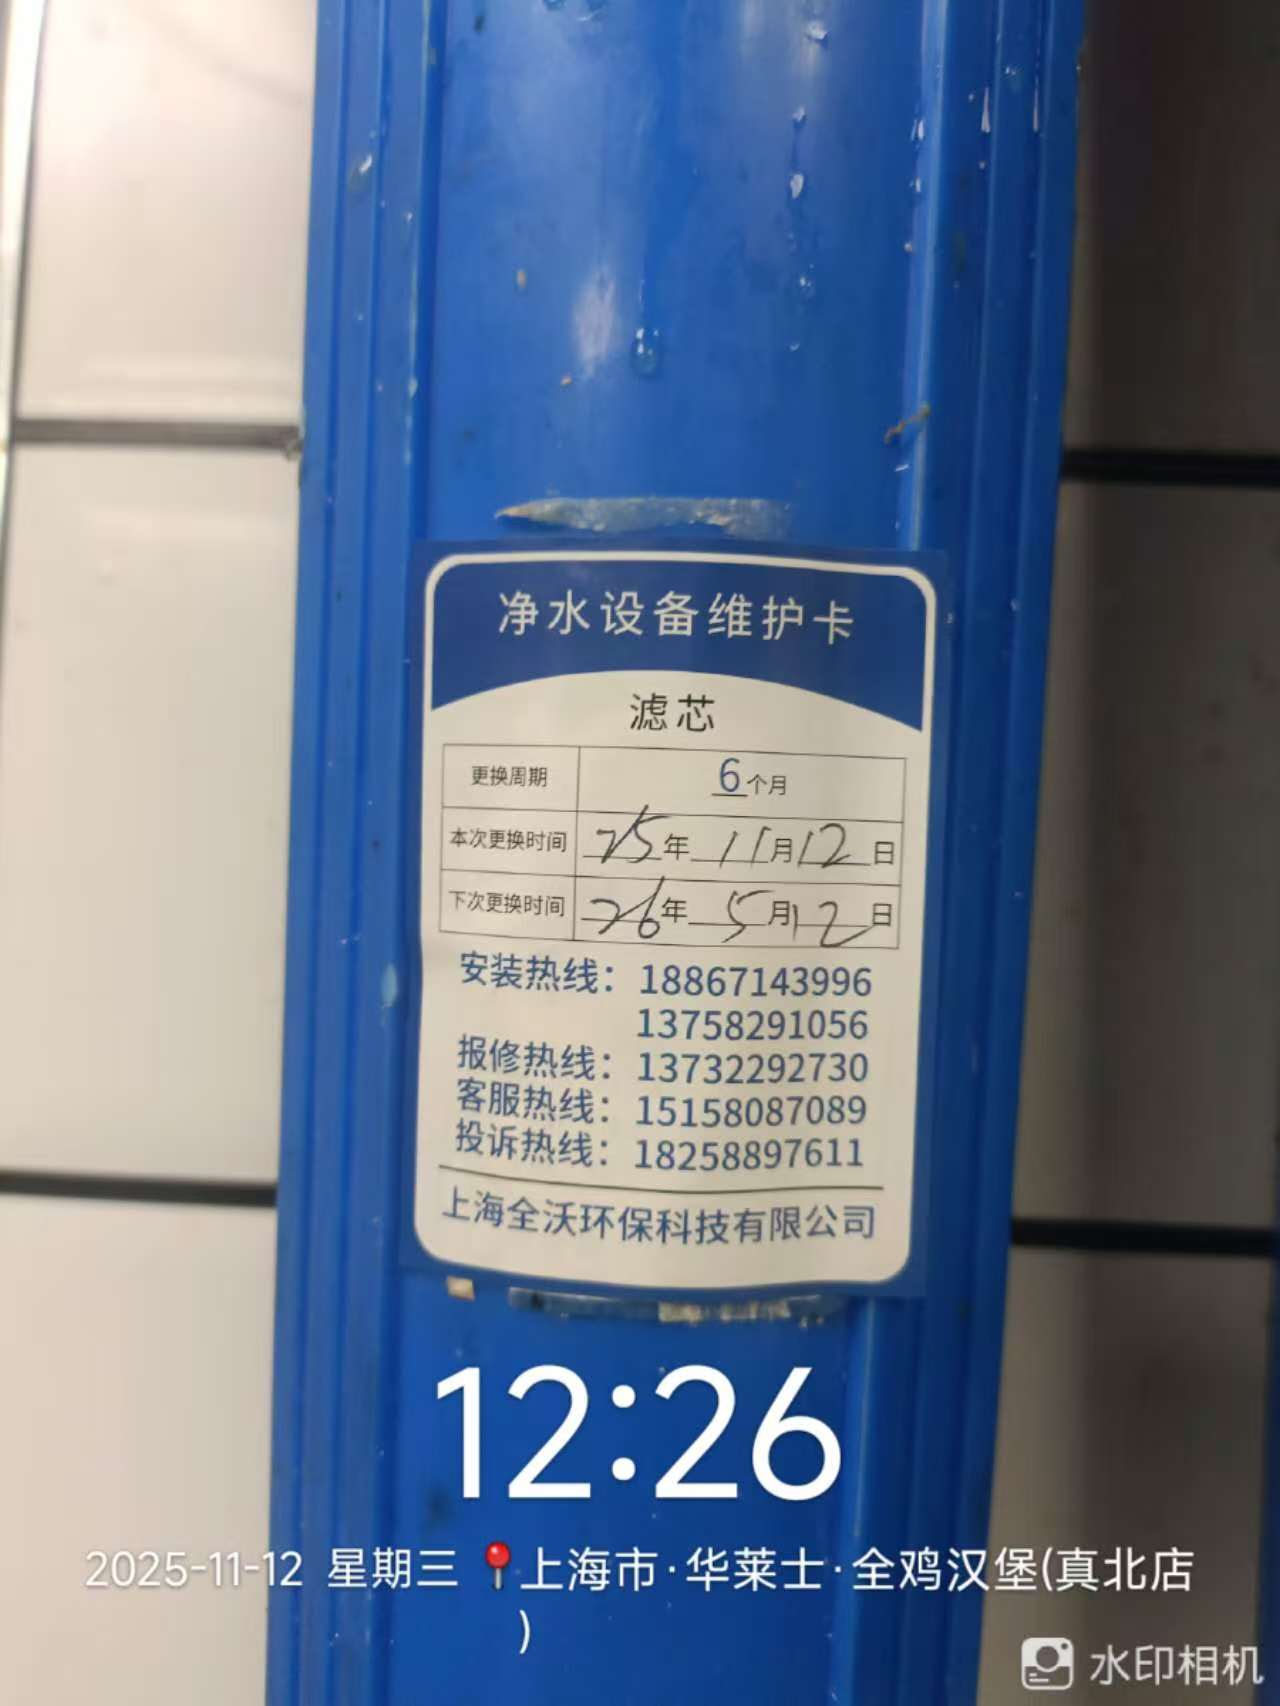 净水设备维护卡
滤芯
更换周期 6个月
本次更换时间 25年11月12日
下次更换时间 26年5月12日
安装热线：18867143996
13758291056
报修热线：13732292730
客服热线：15158087089
投诉热线：18258897611
上海全沃环保科技有限公司
12:26
2025-11-12 星期三 📍上海市·华莱士·全鸡汉堡(真北店
)
水印相机